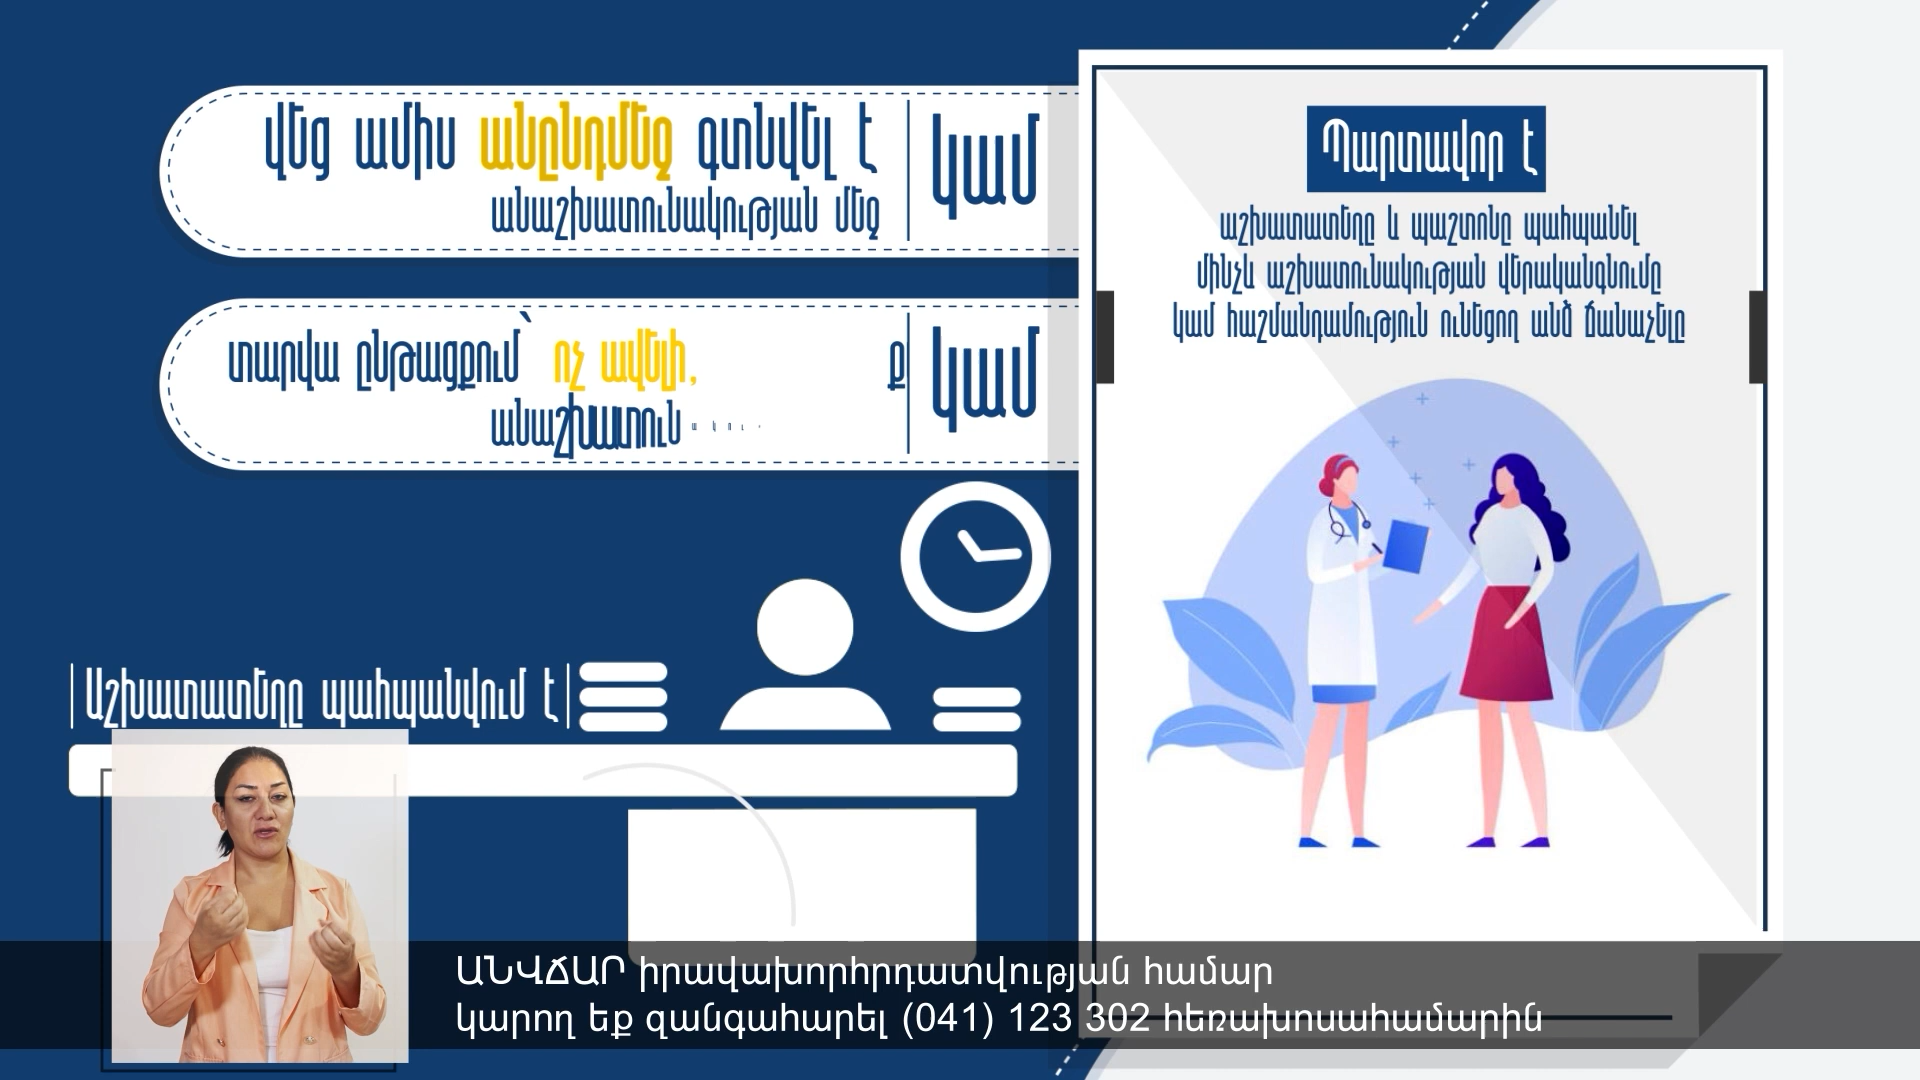 վեց ամիս անընդմեջ գտնվել է
անաշխատունակության մեջ
կամ
տարվա ընթացքում՝ ոչ ավելի, ք
անաշխատունակու
կամ
Աշխատատեղը պահպանվում է
Պարտավոր է
աշխատատեղը և պաշտոնը պահպանել
մինչև աշխատունակության վերականգնումը
կամ հաշմանդամություն ունեցող անձ ճանաչելը
ԱՆՎՃԱՐ իրավախորհրդատվության համար
կարող եք զանգահարել (041) 123 302 հեռախոսահամարին